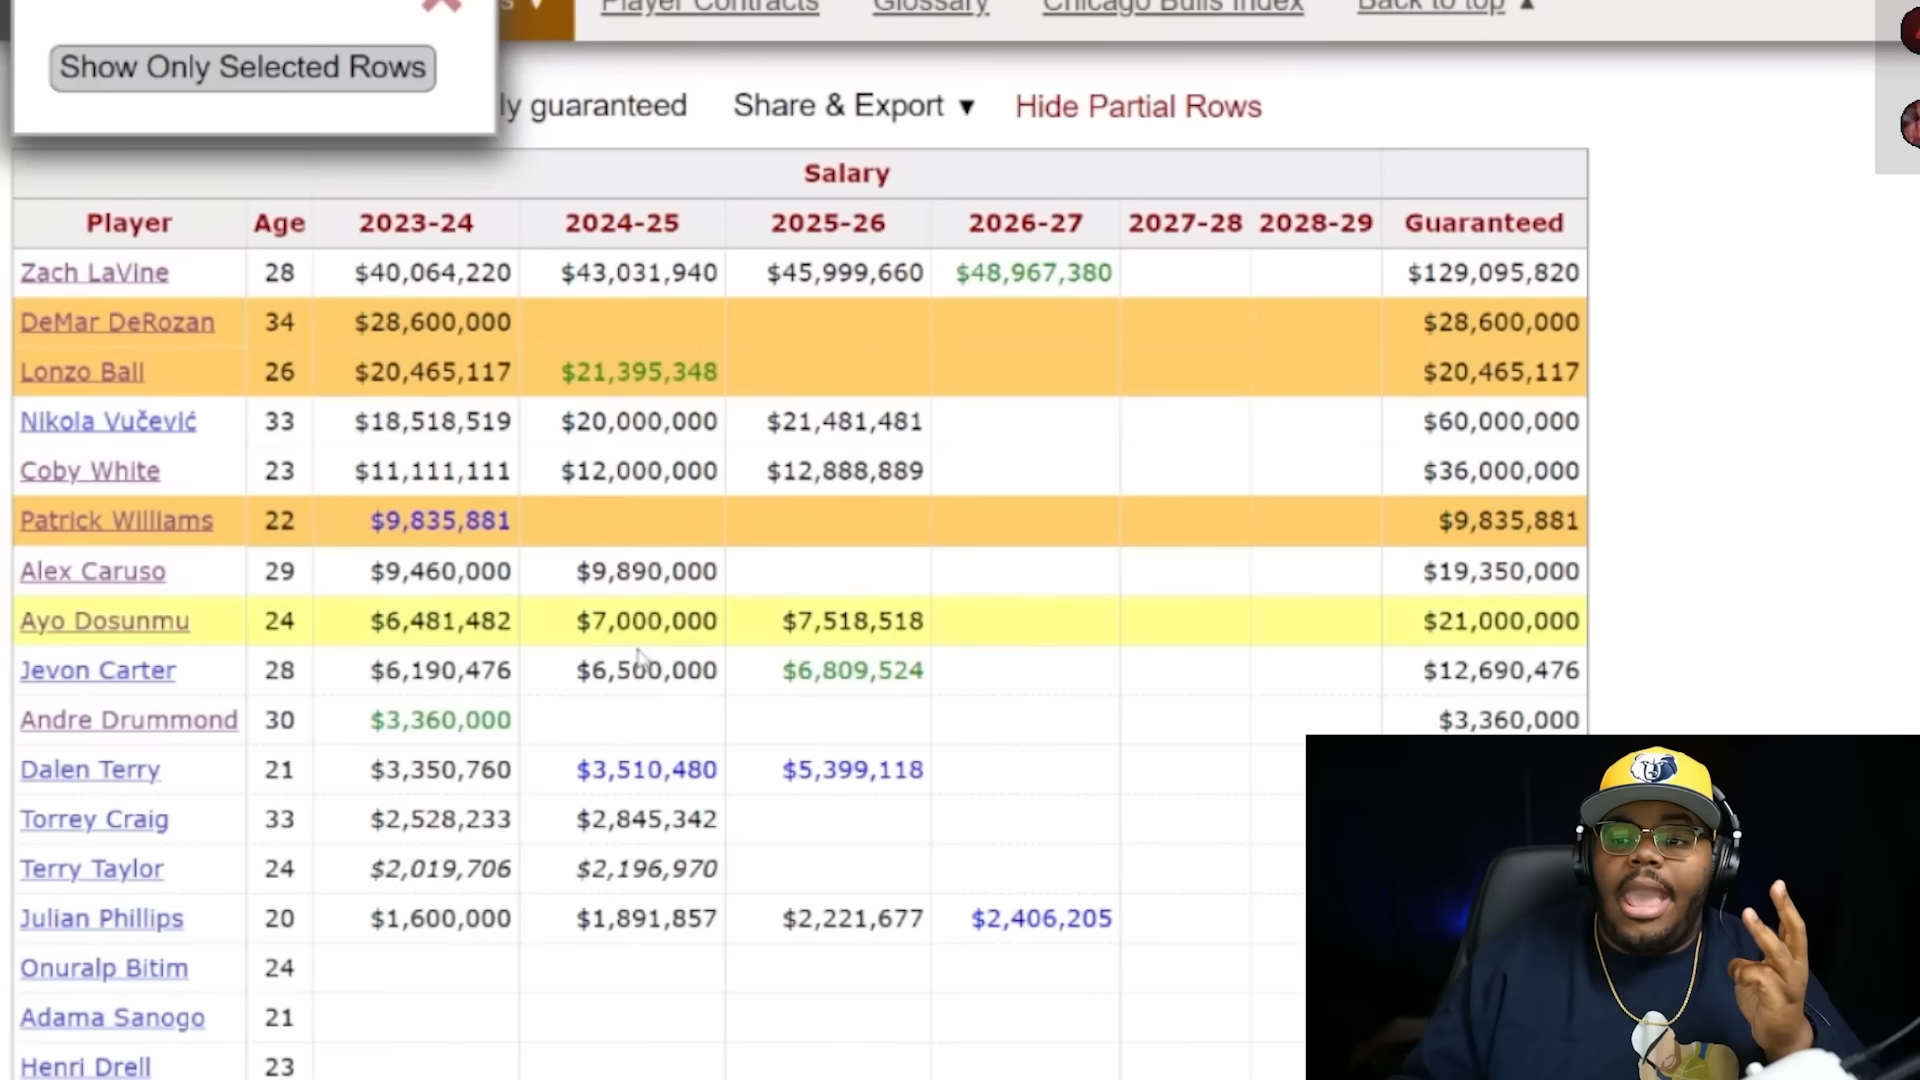 s ▼ Player Contracts Glossary Chicago Bulls Index Back to top ▲
Show Only Selected Rows
ly guaranteed Share & Export ▼ Hide Partial Rows
Salary
Player Age 2023-24 2024-25 2025-26 2026-27 2027-28 2028-29 Guaranteed
Zach LaVine 28 $40,064,220 $43,031,940 $45,999,660 $48,967,380 $129,095,820
DeMar DeRozan 34 $28,600,000 $28,600,000
Lonzo Ball 26 $20,465,117 $21,395,348 $20,465,117
Nikola Vučević 33 $18,518,519 $20,000,000 $21,481,481 $60,000,000
Coby White 23 $11,111,111 $12,000,000 $12,888,889 $36,000,000
Patrick Williams 22 $9,835,881 $9,835,881
Alex Caruso 29 $9,460,000 $9,890,000 $19,350,000
Ayo Dosunmu 24 $6,481,482 $7,000,000 $7,518,518 $21,000,000
Jevon Carter 28 $6,190,476 $6,500,000 $6,809,524 $12,690,476
Andre Drummond 30 $3,360,000 $3,360,000
Dalen Terry 21 $3,350,760 $3,510,480 $5,399,118
Torrey Craig 33 $2,528,233 $2,845,342
Terry Taylor 24 $2,019,706 $2,196,970
Julian Phillips 20 $1,600,000 $1,891,857 $2,221,677 $2,406,205
Onuralp Bitim 24
Adama Sanogo 21
Henri Drell 23